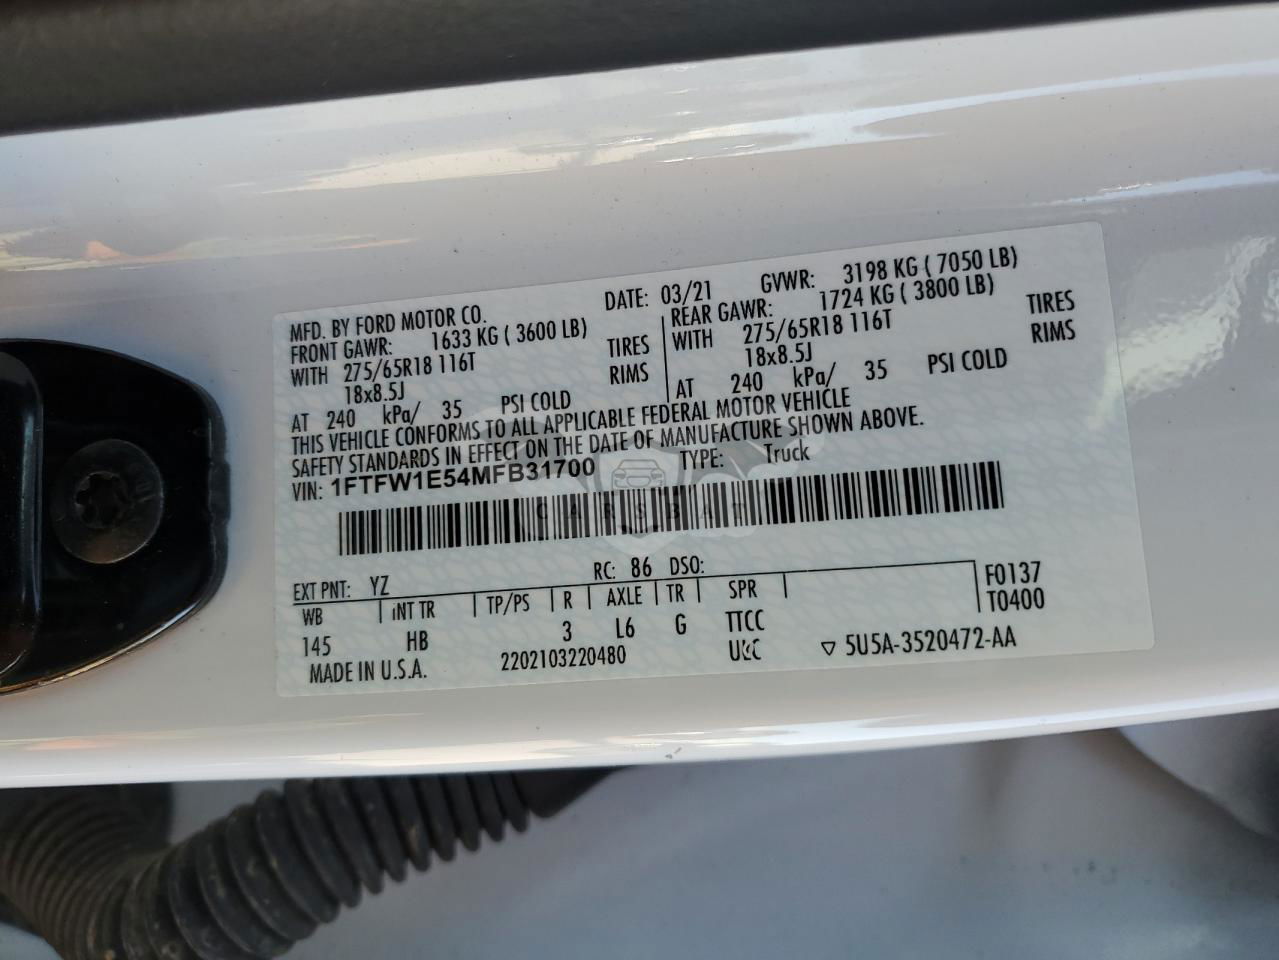 MFD. BY FORD MOTOR CO. DATE: 03/21 GVWR: 3198 KG ( 7050 LB)
FRONT GAWR: 1633 KG ( 3600 LB) REAR GAWR: 1724 KG ( 3800 LB)
WITH 275/65R18 116T TIRES WITH 275/65R18 116T TIRES
18x8.5J RIMS 18x8.5J RIMS
AT 240 kPa/ 35 PSI COLD AT 240 kPa/ 35 PSI COLD
THIS VEHICLE CONFORMS TO ALL APPLICABLE FEDERAL MOTOR VEHICLE
SAFETY STANDARDS IN EFFECT ON THE DATE OF MANUFACTURE SHOWN ABOVE.
VIN: 1FTFW1E54MFB31700 TYPE: Truck
CARSBAT
EXT PNT: YZ RC: 86 DSO:
WB INT TR TP/PS R AXLE TR SPR F0137
145 HB 3 L6 G TTCC T0400
MADE IN U.S.A. 2202103220480 ▽ 5U5A-3520472-AA